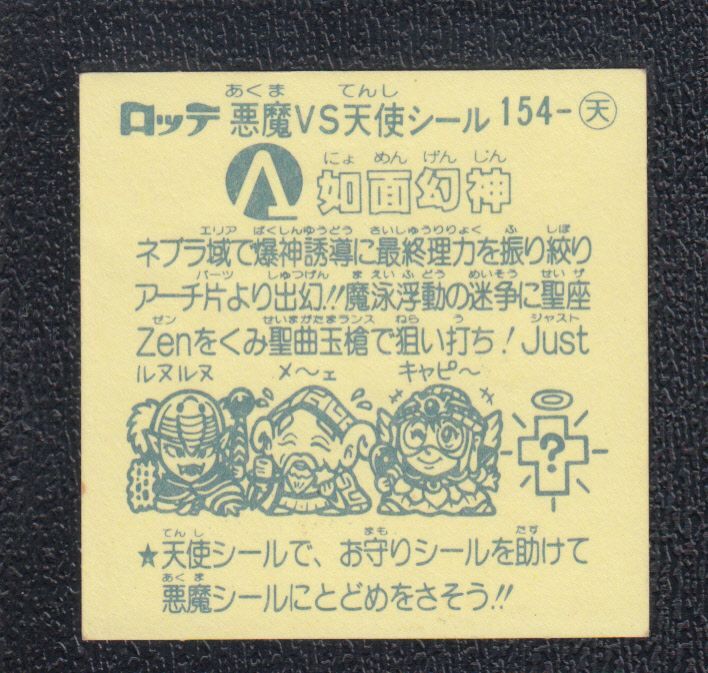 あくま てんし
ロッテ 悪魔VS天使シール 154-天
にょ めん げん じん
如面幻神
エリア ばくしんゆうどう さいしゅうりりょく ふ しぼ
ネブラ域で爆神誘導に最終理力を振り絞り
パーツ しゅつげん まえいふどう めいそう せいザ
アーチ片より出幻!!魔泳浮動の迷争に聖座
ゼン せいまがたまランス ねら う ジャスト
Zenをくみ聖曲玉槍で狙い打ち!Just
ルヌルヌ メ〜ェ キャピ〜
?
てんし まも たす
★天使シールで、お守りシールを助けて
あくま
悪魔シールにとどめをさそう!!